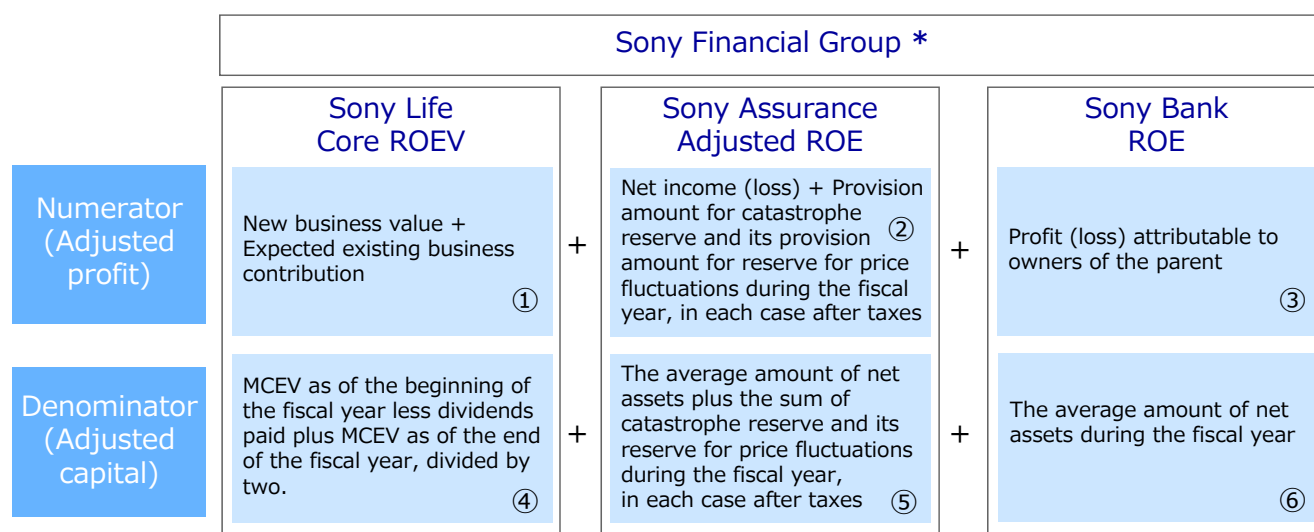 Sony Financial Group *
Sony Life
Core ROEV
Sony Assurance
Adjusted ROE
Sony Bank
ROE
Numerator
(Adjusted
profit)
New business value +
Expected existing business
contribution
①
+
Net income (loss) + Provision
amount for catastrophe
reserve and its provision ②
amount for reserve for price
fluctuations during the fiscal
year, in each case after taxes
+
Profit (loss) attributable to
owners of the parent
③
Denominator
(Adjusted
capital)
MCEV as of the beginning of
the fiscal year less dividends
paid plus MCEV as of the end
of the fiscal year, divided by
two.
④
+
The average amount of net
assets plus the sum of
catastrophe reserve and its
reserve for price fluctuations
during the fiscal year,
in each case after taxes ⑤
+
The average amount of net
assets during the fiscal year
⑥